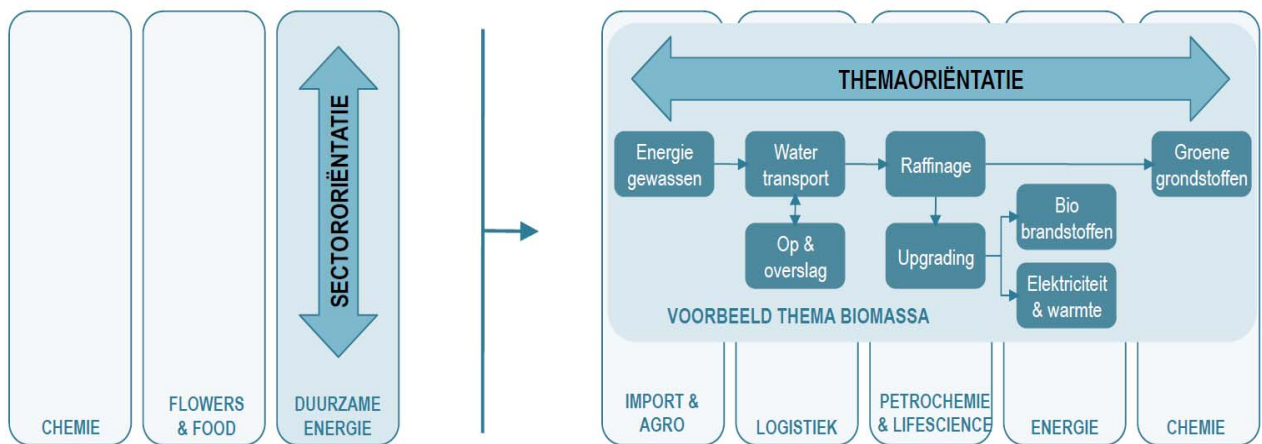 SECTORORIËNTATIE
CHEMIE
FLOWERS
& FOOD
DUURZAME
ENERGIE
THEMAORIËNTATIE
Energie
gewassen
Water
transport
Raffinage
Groene
grondstoffen
Op &
overslag
Upgrading
Bio
brandstoffen
Elektriciteit
& warmte
VOORBEELD THEMA BIOMASSA
IMPORT &
AGRO
LOGISTIEK
PETROCHEMIE
& LIFESCIENCE
ENERGIE
CHEMIE